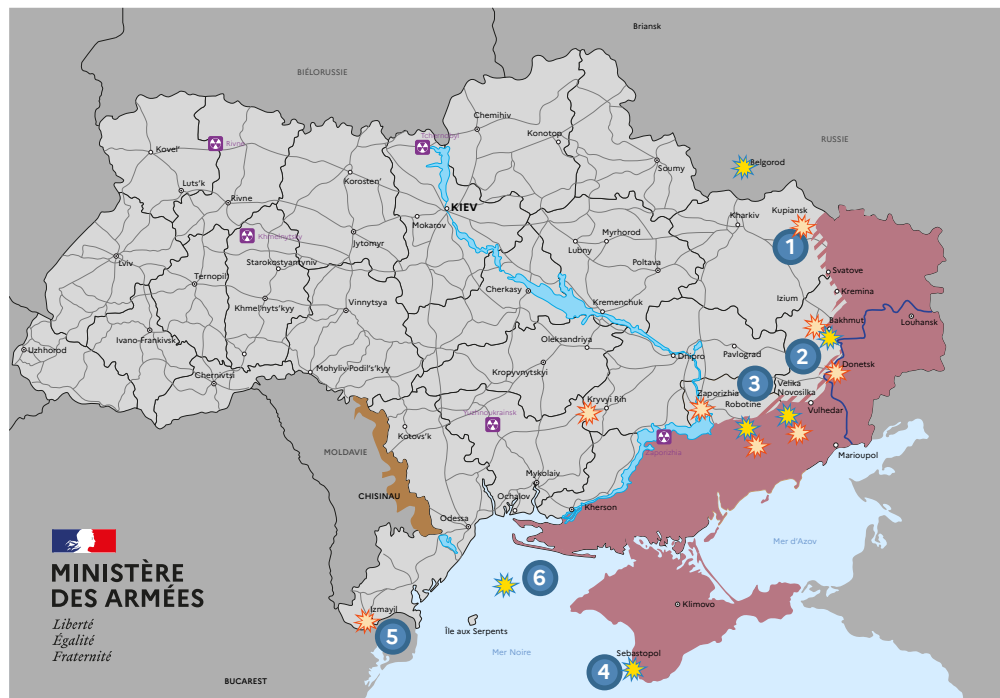 Briansk
BIÉLORUSSIE
Chernihiv
Tchernobyl
Konotop
RUSSIE
Rivne
Kovel'
Soumy
Belgorod
Korosten'
Luts'k
Rivne
KIEV
Kupiansk
Kharkiv
Mokarov
1
Khmelnytsky
Jytomyr
Myrhorod
Lubny
Lviv
Starokostyantyniv
Poltava
Ternopil
Svatove
Cherkasy
Izium
Kremina
Khmel'nyts'kyy
Vinnytsya
Kremenchuk
Bakhmut
Louhansk
Ivano-Frankivsk
Oleksandriya
Uzhhorod
Dnipro
Pavlograd
2
Mohyliv-Podil's'kyy
Kropyvnytskyi
Donetsk
Chernivtsi
3
Velika
Novosilka
Zaporizhia
Robotine
Kryvyi Rih
Vulhedar
Yuzhnoukrainsk
Kotovs'k
MOLDAVIE
Zaporizhia
Marioupol
Mykolaiv
CHISINAU
Ochalov
Kherson
Odessa
Mer d'Azov
MINISTÈRE
DES ARMÉES
Liberté
Égalité
Fraternité
6
Klimovo
Izmayil
5
Île aux Serpents
Mer Noire
Sebastopol
4
BUCAREST